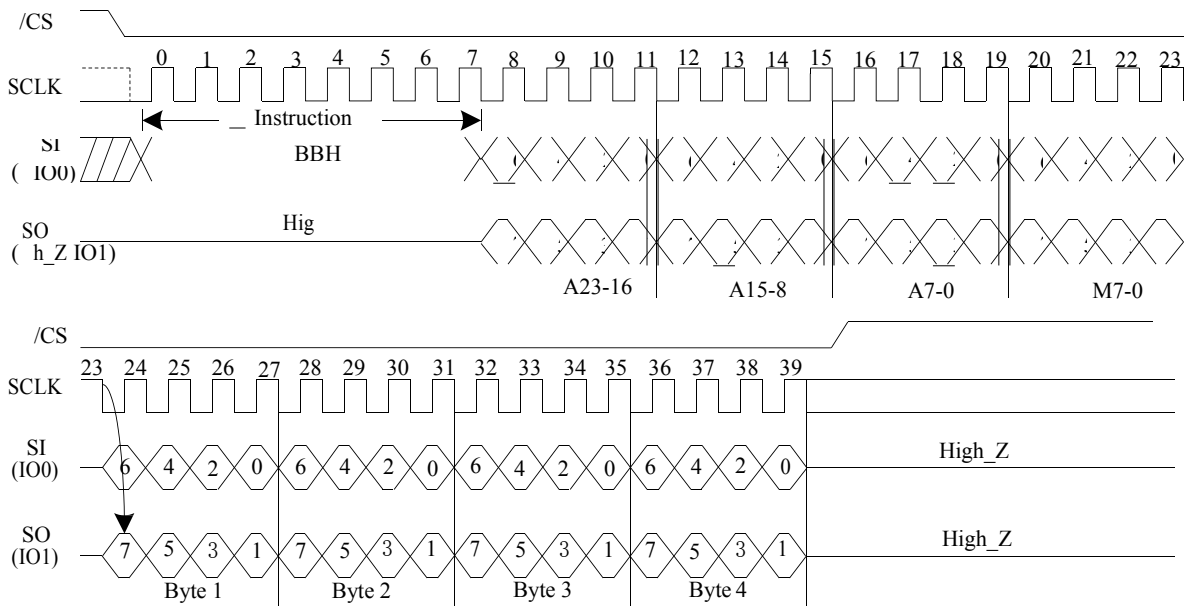 /CS
0 1 2 3 4 5 6 7 8 9 10 11 12 13 14 15 16 17 18 19 20 21 22 23
SCLK
Instruction
SI
( IO0)
BBH
SO
( h_Z IO1)
Hig
A23-16 A15-8 A7-0 M7-0
/CS
23 24 25 26 27 28 29 30 31 32 33 34 35 36 37 38 39
SCLK
SI
(IO0)
6 4 2 0 6 4 2 0 6 4 2 0 6 4 2 0
High_Z
SO
(IO1)
7 5 3 1 7 5 3 1 7 5 3 1 7 5 3 1
High_Z
Byte 1 Byte 2 Byte 3 Byte 4